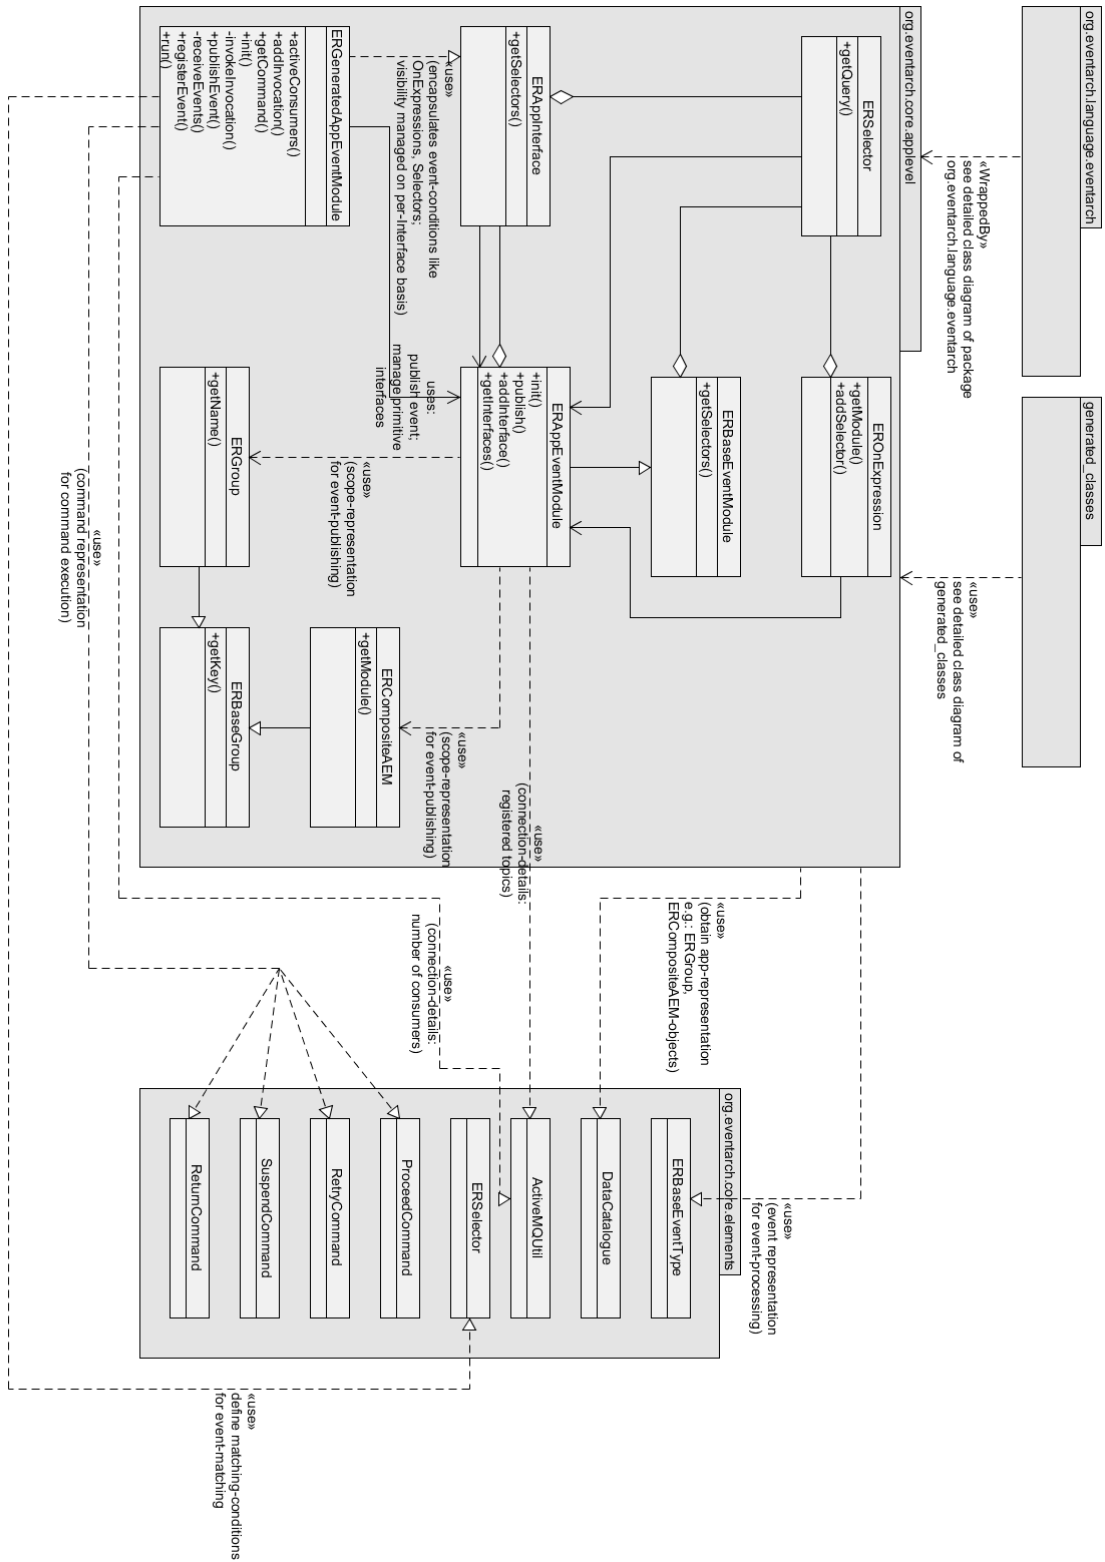 org.eventarch.language.eventarch
generated_classes
«WrappedBy»
see detailed class diagram of package
org.eventarch.language.eventarch
«use»
see detailed class diagram of
generated_classes
org.eventarch.core.applevel
ERSelector
+getQuery()
EROnExpression
+getModule()
+addSelector()
ERBaseEventModule
+getSelectors()
ERAppInterface
+getSelectors()
ERAppEventModule
+init()
+publish()
+addInterface()
+getInterfaces()
«use»
(encapsulates event-conditions like
OnExpressions, Selectors;
visibility managed on per-Interface basis)
uses:
publish event;
manage primitive
interfaces
ERGeneratedAppEventModule
+activeConsumers()
+addInvocation()
+getCommand()
+init()
-invokeInvocation()
+publishEvent()
-receiveEvents()
+registerEvent()
+run()
«use»
(scope-representation
for event-publishing)
ERGroup
+getName()
ERCompositeAEM
+getModule()
ERBaseGroup
+getKey()
«use»
(scope-representation
for event-publishing)
«use»
(connection-details:
registered topics)
«use»
(command representation
for command execution)
«use»
(obtain app-representation
e.g.: ERGroup,
ERCompositeAEM-objects)
«use»
(connection-details:
number of consumers)
«use»
(event representation
for event-processing)
org.eventarch.core.elements
ERBaseEventType
DataCatalogue
ActiveMQUtil
ERSelector
ProceedCommand
RetryCommand
SuspendCommand
ReturnCommand
«use»
define matching-conditions
for event-matching